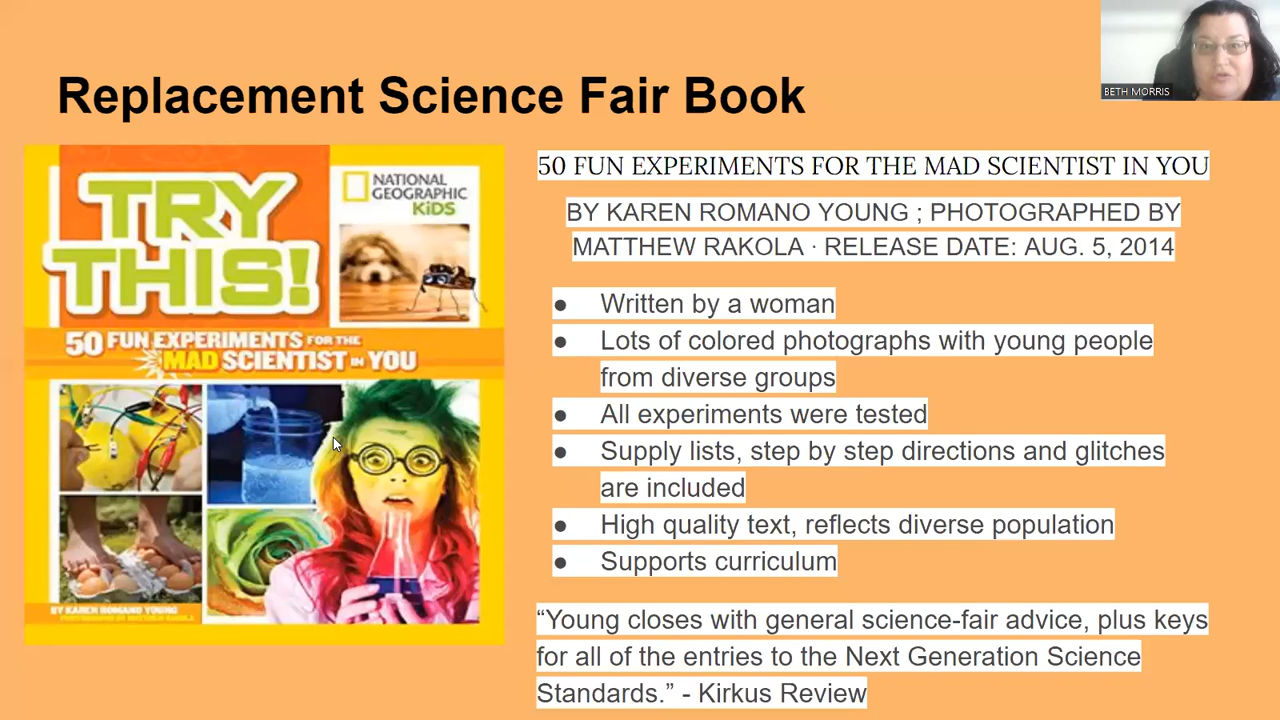 BETH MORRIS
Replacement Science Fair Book
TRY
THIS!
NATIONAL
GEOGRAPHIC
KiDS
50 FUN EXPERIMENTS FOR THE
MAD SCIENTIST IN YOU
BY KAREN ROMANO YOUNG
PHOTOGRAPHS BY MATTHEW RAKOLA
50 FUN EXPERIMENTS FOR THE MAD SCIENTIST IN YOU
BY KAREN ROMANO YOUNG ; PHOTOGRAPHED BY
MATTHEW RAKOLA · RELEASE DATE: AUG. 5, 2014
● Written by a woman
● Lots of colored photographs with young people
from diverse groups
● All experiments were tested
● Supply lists, step by step directions and glitches
are included
● High quality text, reflects diverse population
● Supports curriculum
“Young closes with general science-fair advice, plus keys
for all of the entries to the Next Generation Science
Standards.” - Kirkus Review